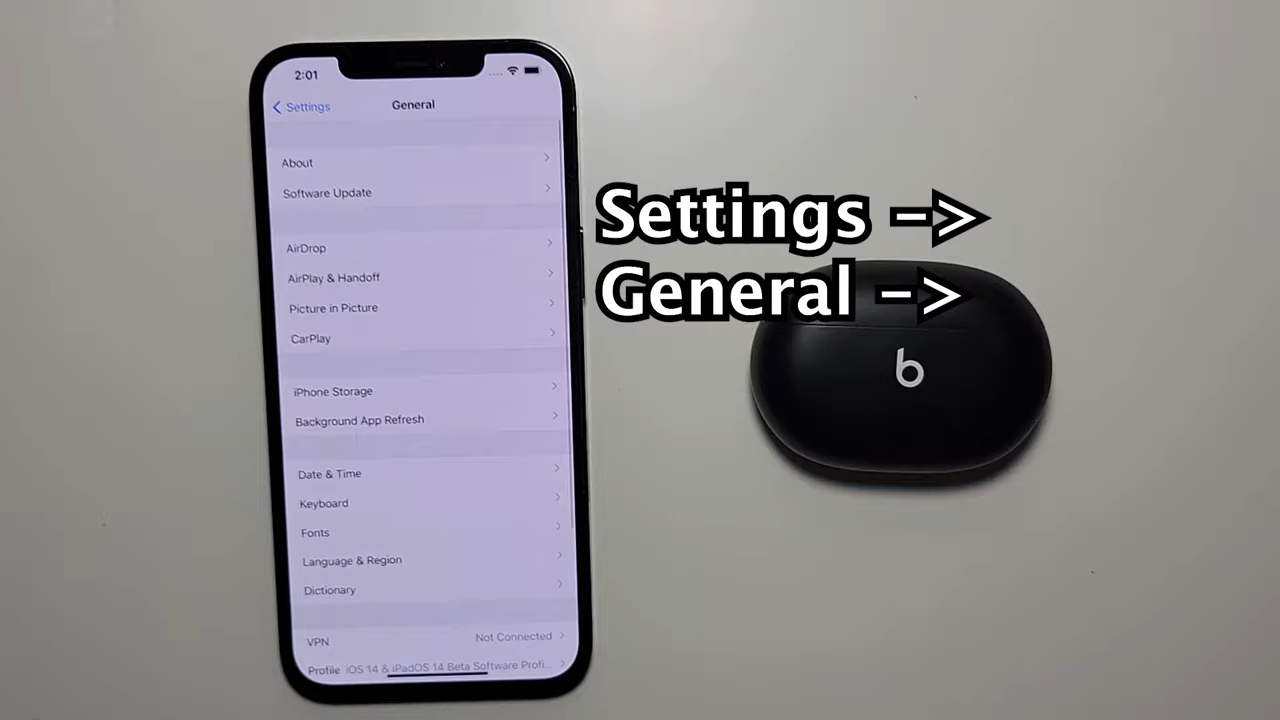 2:01
Settings
General
About
Software Update
AirDrop
AirPlay & Handoff
Picture in Picture
CarPlay
iPhone Storage
Background App Refresh
Date & Time
Keyboard
Fonts
Language & Region
Dictionary
VPN Not Connected
Profile iOS 14 & iPadOS 14 Beta Software Profi...
Settings –>
General –>
b